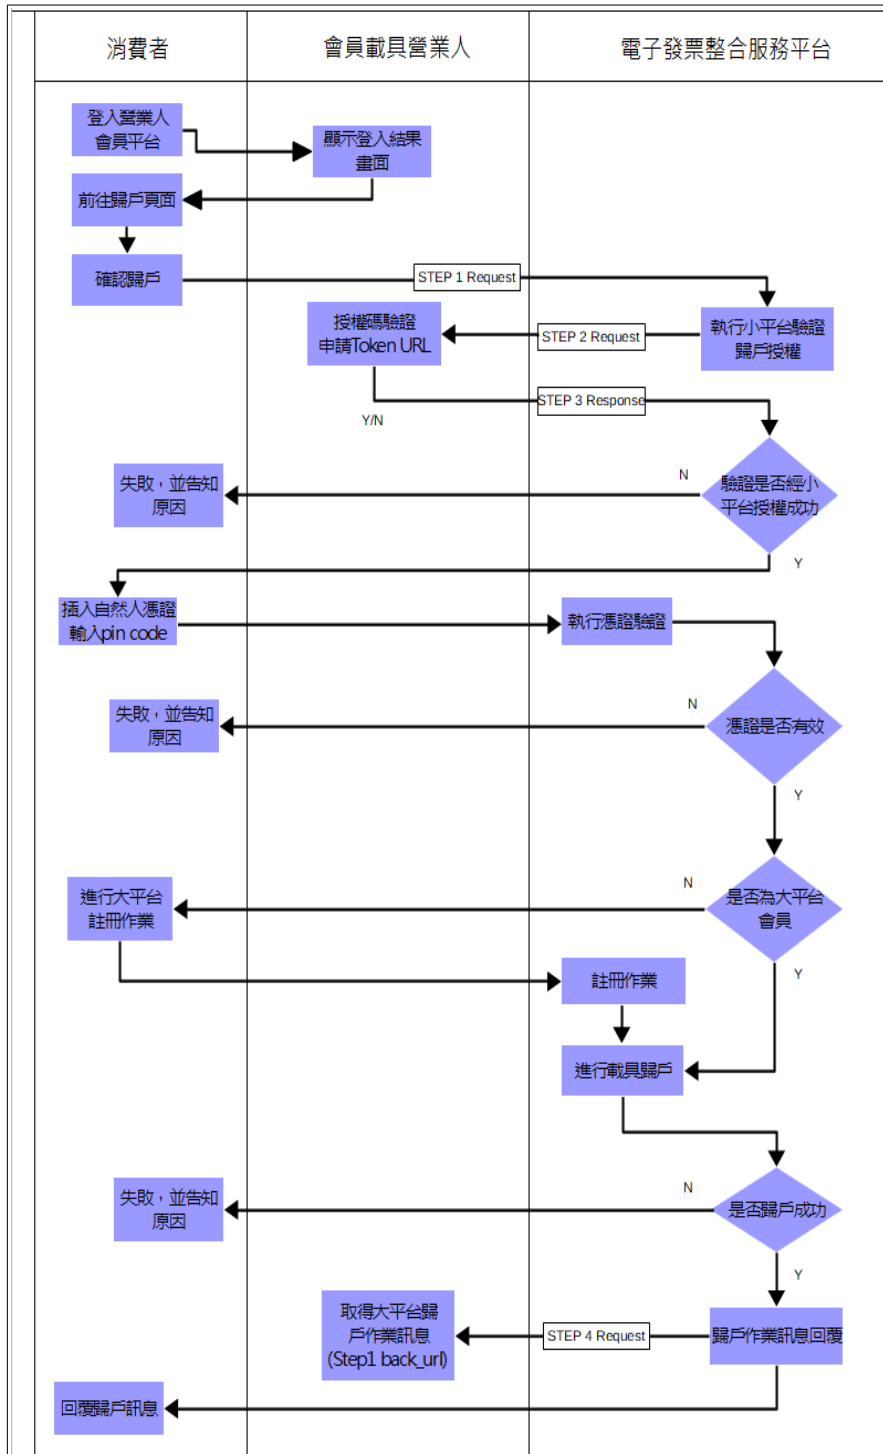 消費者
會員載具營業人
電子發票整合服務平台
登入營業人
會員平台
顯示登入結果
畫面
前往歸戶頁面
確認歸戶
STEP 1 Request
執行小平台驗證
歸戶授權
STEP 2 Request
授權碼驗證
申請Token URL
Y/N
STEP 3 Response
驗證是否經小
平台授權成功
N
失敗，並告知
原因
Y
插入自然人憑證
輸入pin code
執行憑證驗證
憑證是否有效
N
失敗，並告知
原因
Y
是否為大平台
會員
N
進行大平台
註冊作業
Y
註冊作業
進行載具歸戶
是否歸戶成功
N
失敗，並告知
原因
Y
歸戶作業訊息回覆
STEP 4 Request
取得大平台歸
戶作業訊息
(Step1 back_url)
回覆歸戶訊息